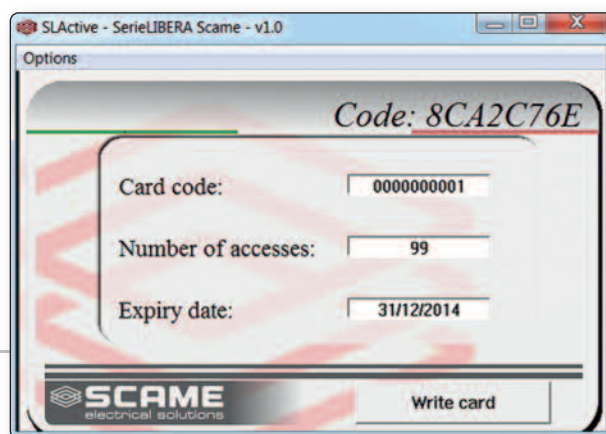 SLActive - SerieLIBERA Scame - v1.0
Options
Code: 8CA2C76E
Card code: 0000000001
Number of accesses: 99
Expiry date: 31/12/2014
SCAME
electrical solutions
Write card